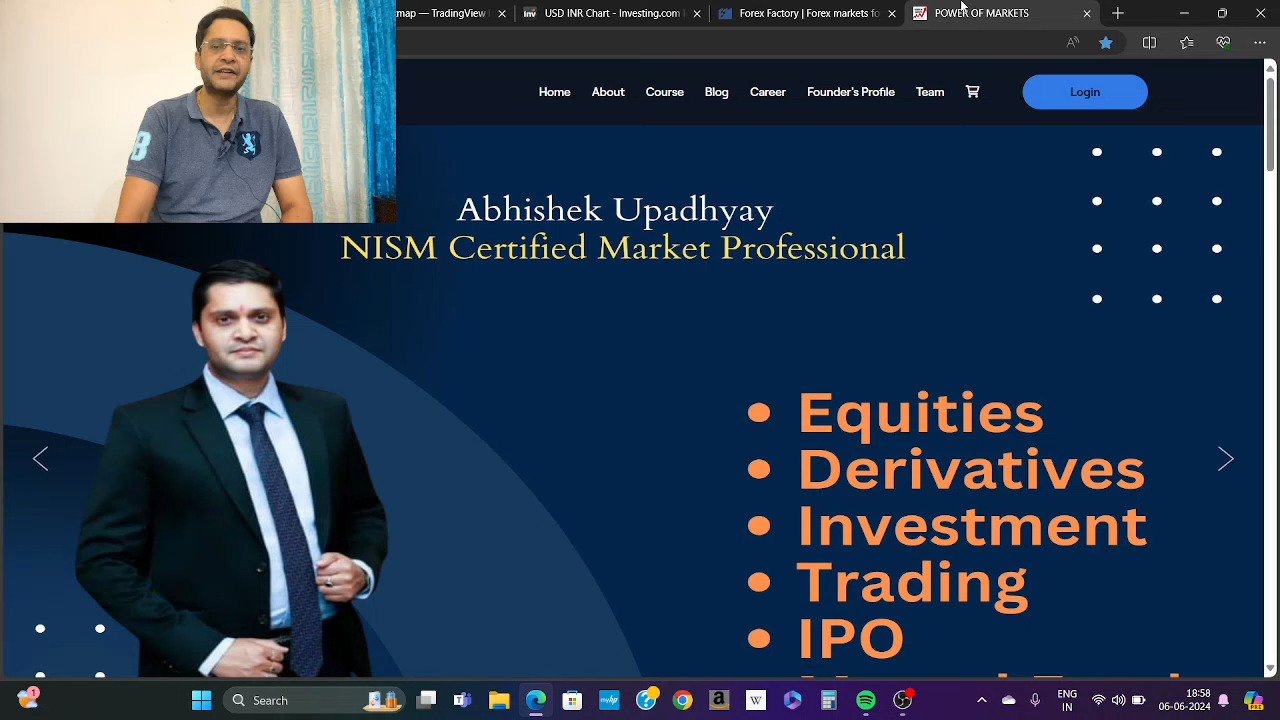 map — TradingView
USD INR Chart - Investing.com
Forex Factory | Forex markets
POWER OF MARKETS
Home
About
Course
Blog
Career
Founder's Profile
Team
Login
B
Abhishek Upadhyay
NISM Certified Market Professional
• Equities
• Derivatives
• Investment
• Trading
• IPO
1
Search
ENG
IN
18:58
06-06-2024